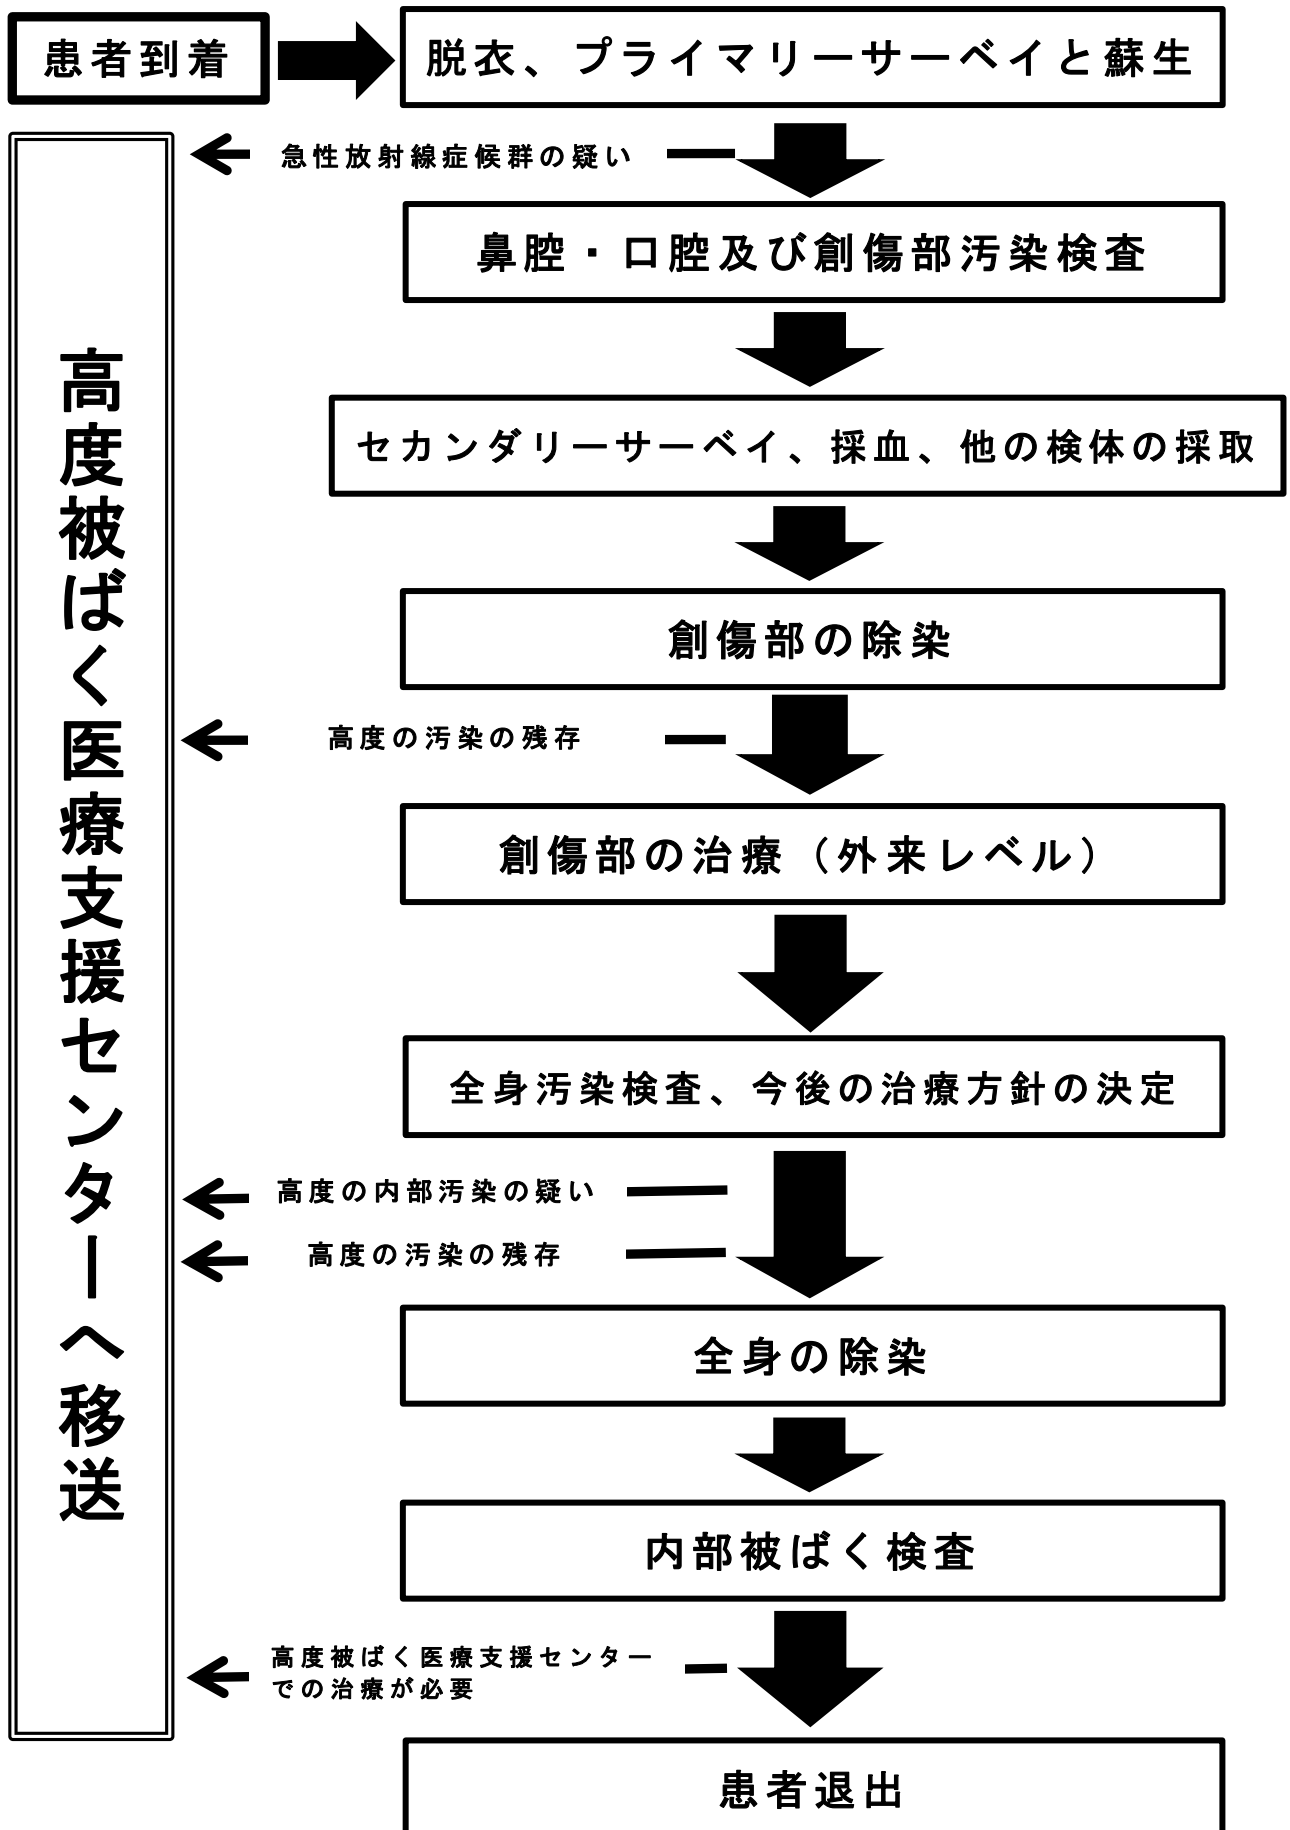 患者到着
脱衣、プライマリーサーベイと蘇生
急性放射線症候群の疑い
鼻腔・口腔及び創傷部汚染検査
セカンダリーサーベイ、採血、他の検体の採取
創傷部の除染
高度の汚染の残存
創傷部の治療（外来レベル）
全身汚染検査、今後の治療方針の決定
高度の内部汚染の疑い
高度の汚染の残存
全身の除染
内部被ばく検査
高度被ばく医療支援センター
での治療が必要
患者退出
高度被ばく医療支援センターへ移送